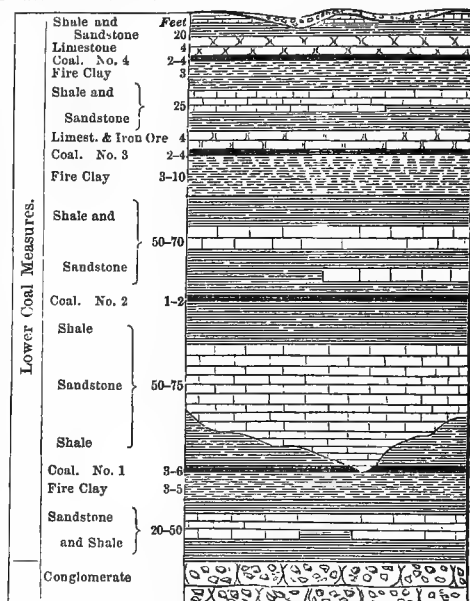 Feet
Shale and
Sandstone 20
Limestone 4
Coal. No. 4 2–4
Fire Clay 3
Shale and
25
Sandstone
Limest. & Iron Ore 4
Coal. No. 3 2–4
Fire Clay 3–10
Shale and
50–70
Sandstone
Coal. No. 2 1–2
Shale
Sandstone 50–75
Shale
Coal. No. 1 3–6
Fire Clay 3–5
Sandstone
20–50
and Shale
Conglomerate
Lower Coal Measures.